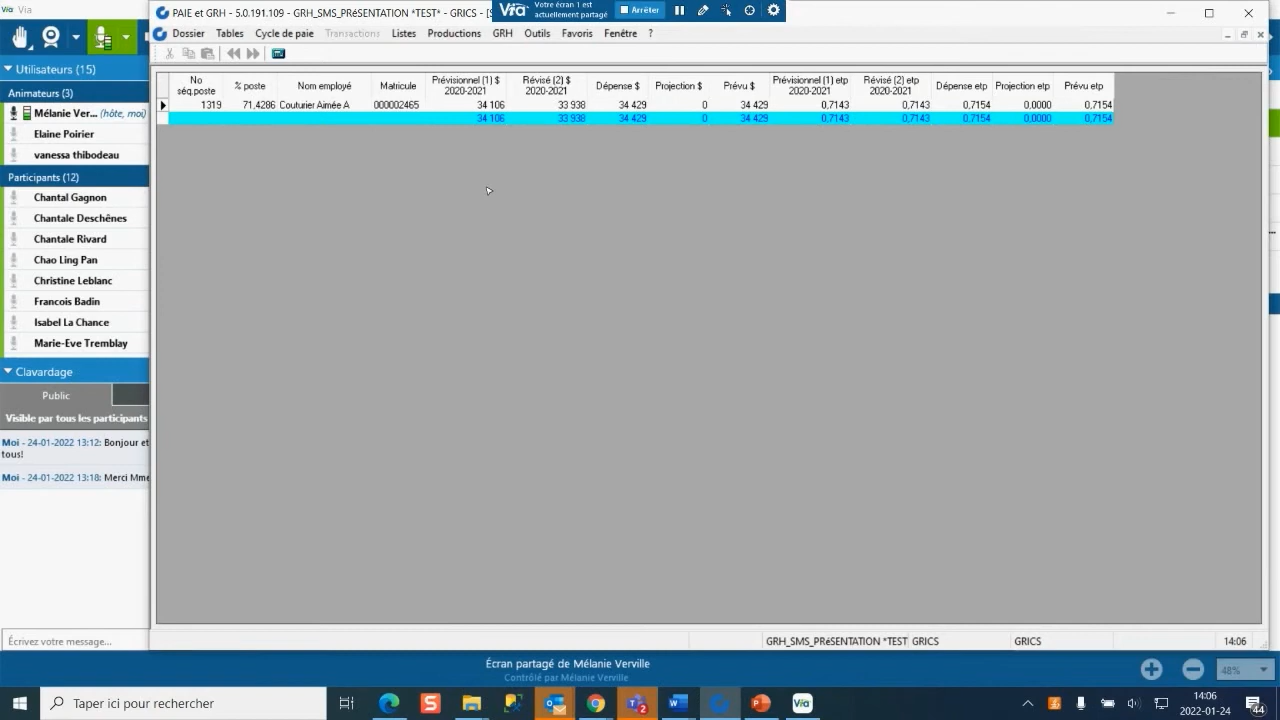 Via
Utilisateurs (15)
Animateurs (3)
Mélanie Ver... (hôte, moi)
Elaine Poirier
vanessa thibodeau
Participants (12)
Chantal Gagnon
Chantale Deschênes
Chantale Rivard
Chao Ling Pan
Christine Leblanc
Francois Badin
Isabel La Chance
Marie-Eve Tremblay
Clavardage
Public
Visible par tous les participants
Moi - 24-01-2022 13:12: Bonjour et
tous!
Moi - 24-01-2022 13:18: Merci Mme
Écrivez votre message...
PAIE et GRH - 5.0.191.109 - GRH_SMS_PRéSENTATION *TEST* - GRICS -
Via
Votre écran 1 est
actuellement partagé
Arrêter
Dossier Tables Cycle de paie Transactions Listes Productions GRH Outils Favoris Fenêtre ?
No séq.poste % poste Nom employé Matricule Prévisionnel (1) $ 2020-2021 Révisé (2) $ 2020-2021 Dépense $ Projection $ Prévu $ Prévisionnel (1) etp 2020-2021 Révisé (2) etp 2020-2021 Dépense etp Projection etp Prévu etp
1319 71,4286 Couturier Aimée A 000002465 34 106 33 938 34 429 0 34 429 0,7143 0,7143 0,7154 0,0000 0,7154
34 106 33 938 34 429 0 34 429 0,7143 0,7143 0,7154 0,0000 0,7154
GRH_SMS_PRéSENTATION *TEST GRICS GRICS 14:06
Écran partagé de Mélanie Verville
Contrôlé par Mélanie Verville
48%
Taper ici pour rechercher
14:06
2022-01-24